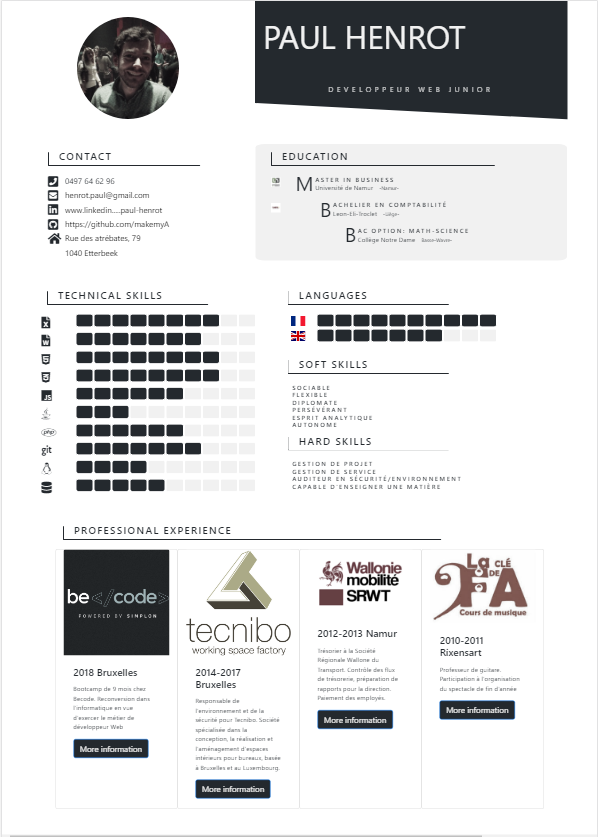 PAUL HENROT
DEVELOPPEUR WEB JUNIOR
CONTACT
0497 64 62 96
henrot.paul@gmail.com
www.linkedin.....paul-henrot
https://github.com/makemyA
Rue des atrébates, 79
1040 Etterbeek
EDUCATION
MASTER IN BUSINESS
Université de Namur -Namur-
BACHELIER EN COMPTABILITÉ
Leon-Eli-Troclet -Liège-
BAC OPTION: MATH-SCIENCE
Collège Notre Dame
TECHNICAL SKILLS
X
W
5
3
JS
php
git
LANGUAGES
SOFT SKILLS
SOCIABLE
FLEXIBLE
DIPLOMATE
PERSÉVÉRANT
ESPRIT ANALYTIQUE
AUTONOME
HARD SKILLS
GESTION DE PROJET
GESTION DE SERVICE
AUDITEUR EN SÉCURITÉ/ENVIRONNEMENT
CAPABLE D'ENSEIGNER UNE MATIÈRE
PROFESSIONAL EXPERIENCE
be</code>
POWERED BY SIMPLON
2018 Bruxelles
Bootcamp de 9 mois chez
Becode. Reconversion dans
l'informatique en vue
d'exercer le métier de
développeur Web
More information
tecnibo
working space factory
2014-2017
Bruxelles
Responsable de
l'environnement et de la
sécurité pour Tecnibo. Société
spécialisée dans la
conception, la réalisation et
l'aménagement d'espaces
intérieurs pour bureaux, basée
à Bruxelles et au Luxembourg.
More information
Wallonie
mobilité
SRWT
2012-2013 Namur
Trésorier à la Société
Régionale Wallone du
Transport. Contrôle des flux
de trésorerie, préparation de
rapports pour la direction.
Paiement des employés.
More information
La CLÉ
DE
FA
Cours de musique
2010-2011
Rixensart
Professeur de guitare.
Participation à l'organisation
du spectacle de fin d'année
More information